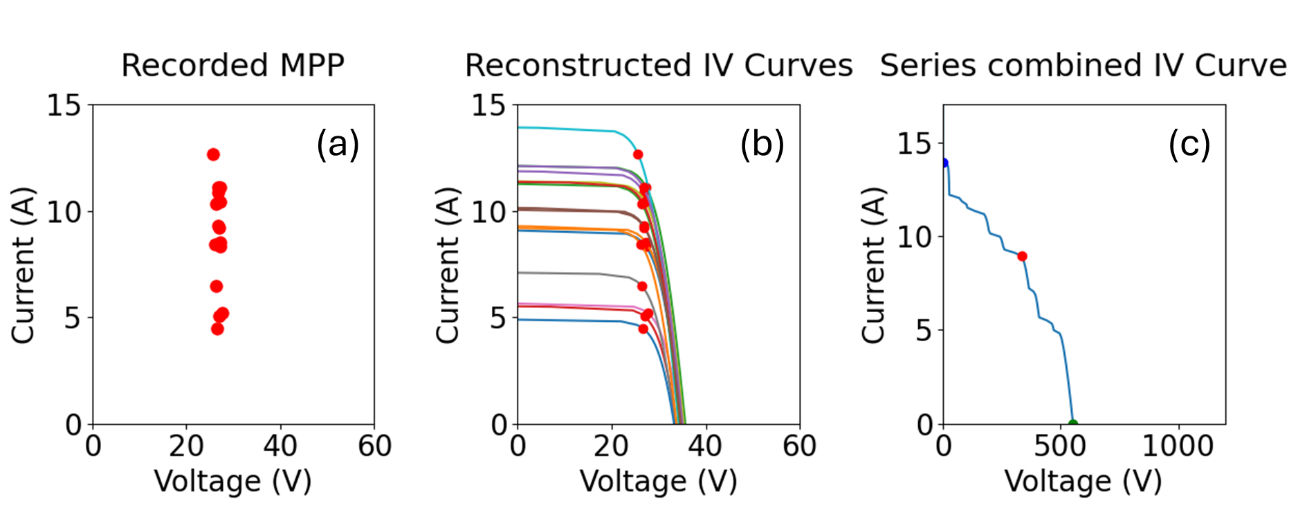 Recorded MPP
Reconstructed IV Curves
Series combined IV Curve
(a)
15
10
5
0
0 20 40 60
Current (A)
Voltage (V)
(b)
15
10
5
0
0 20 40 60
Current (A)
Voltage (V)
(c)
15
10
5
0
0 500 1000
Current (A)
Voltage (V)